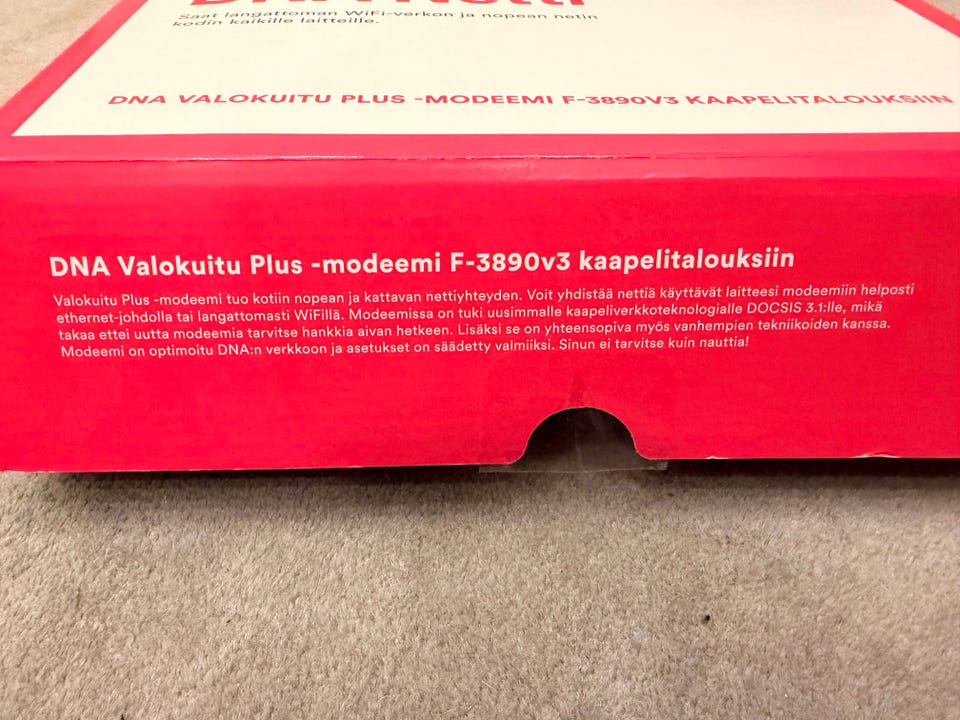 Saat langattoman WiFi-verkon ja nopean netin
kodin kaikille laitteille.
DNA VALOKUITU PLUS -MODEEMI F-3890V3 KAAPELITALOUKSIIN
DNA Valokuitu Plus -modeemi F-3890v3 kaapelitalouksiin
Valokuitu Plus -modeemi tuo kotiin nopean ja kattavan nettiyhteyden. Voit yhdistää nettiä käyttävät laitteesi modeemiin helposti
ethernet-johdolla tai langattomasti WiFillä. Modeemissa on tuki uusimmalle kaapeliverkkoteknologialle DOCSIS 3.1:lle, mikä
takaa ettei uutta modeemia tarvitse hankkia aivan hetkeen. Lisäksi se on yhteensopiva myös vanhempien tekniikoiden kanssa.
Modeemi on optimoitu DNA:n verkkoon ja asetukset on säädetty valmiiksi. Sinun ei tarvitse kuin nauttia!